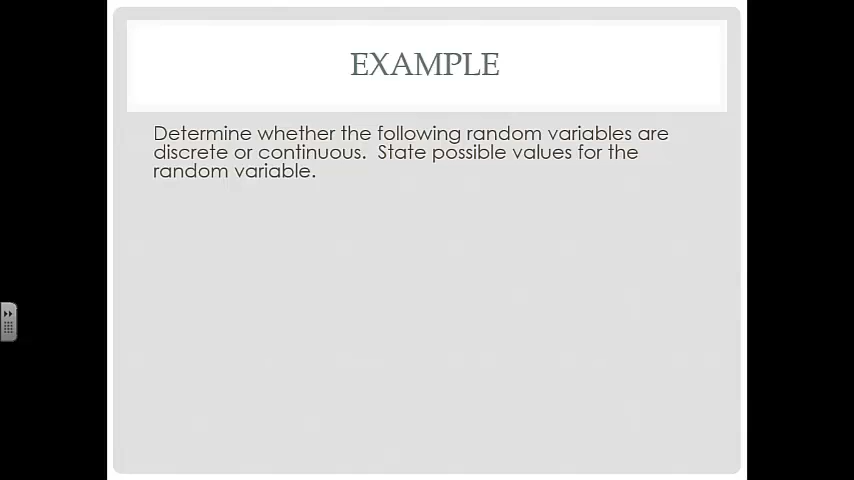 EXAMPLE
Determine whether the following random variables are
discrete or continuous.  State possible values for the
random variable.